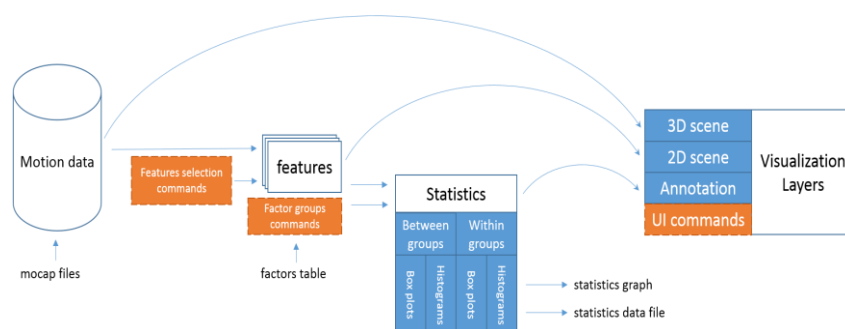 Motion data
mocap files
Features selection
commands
features
Factor groups
commands
factors table
Statistics
Between
groups
Within
groups
Box plots
Histograms
Box plots
Histograms
statistics graph
statistics data file
3D scene
2D scene
Annotation
UI commands
Visualization
Layers